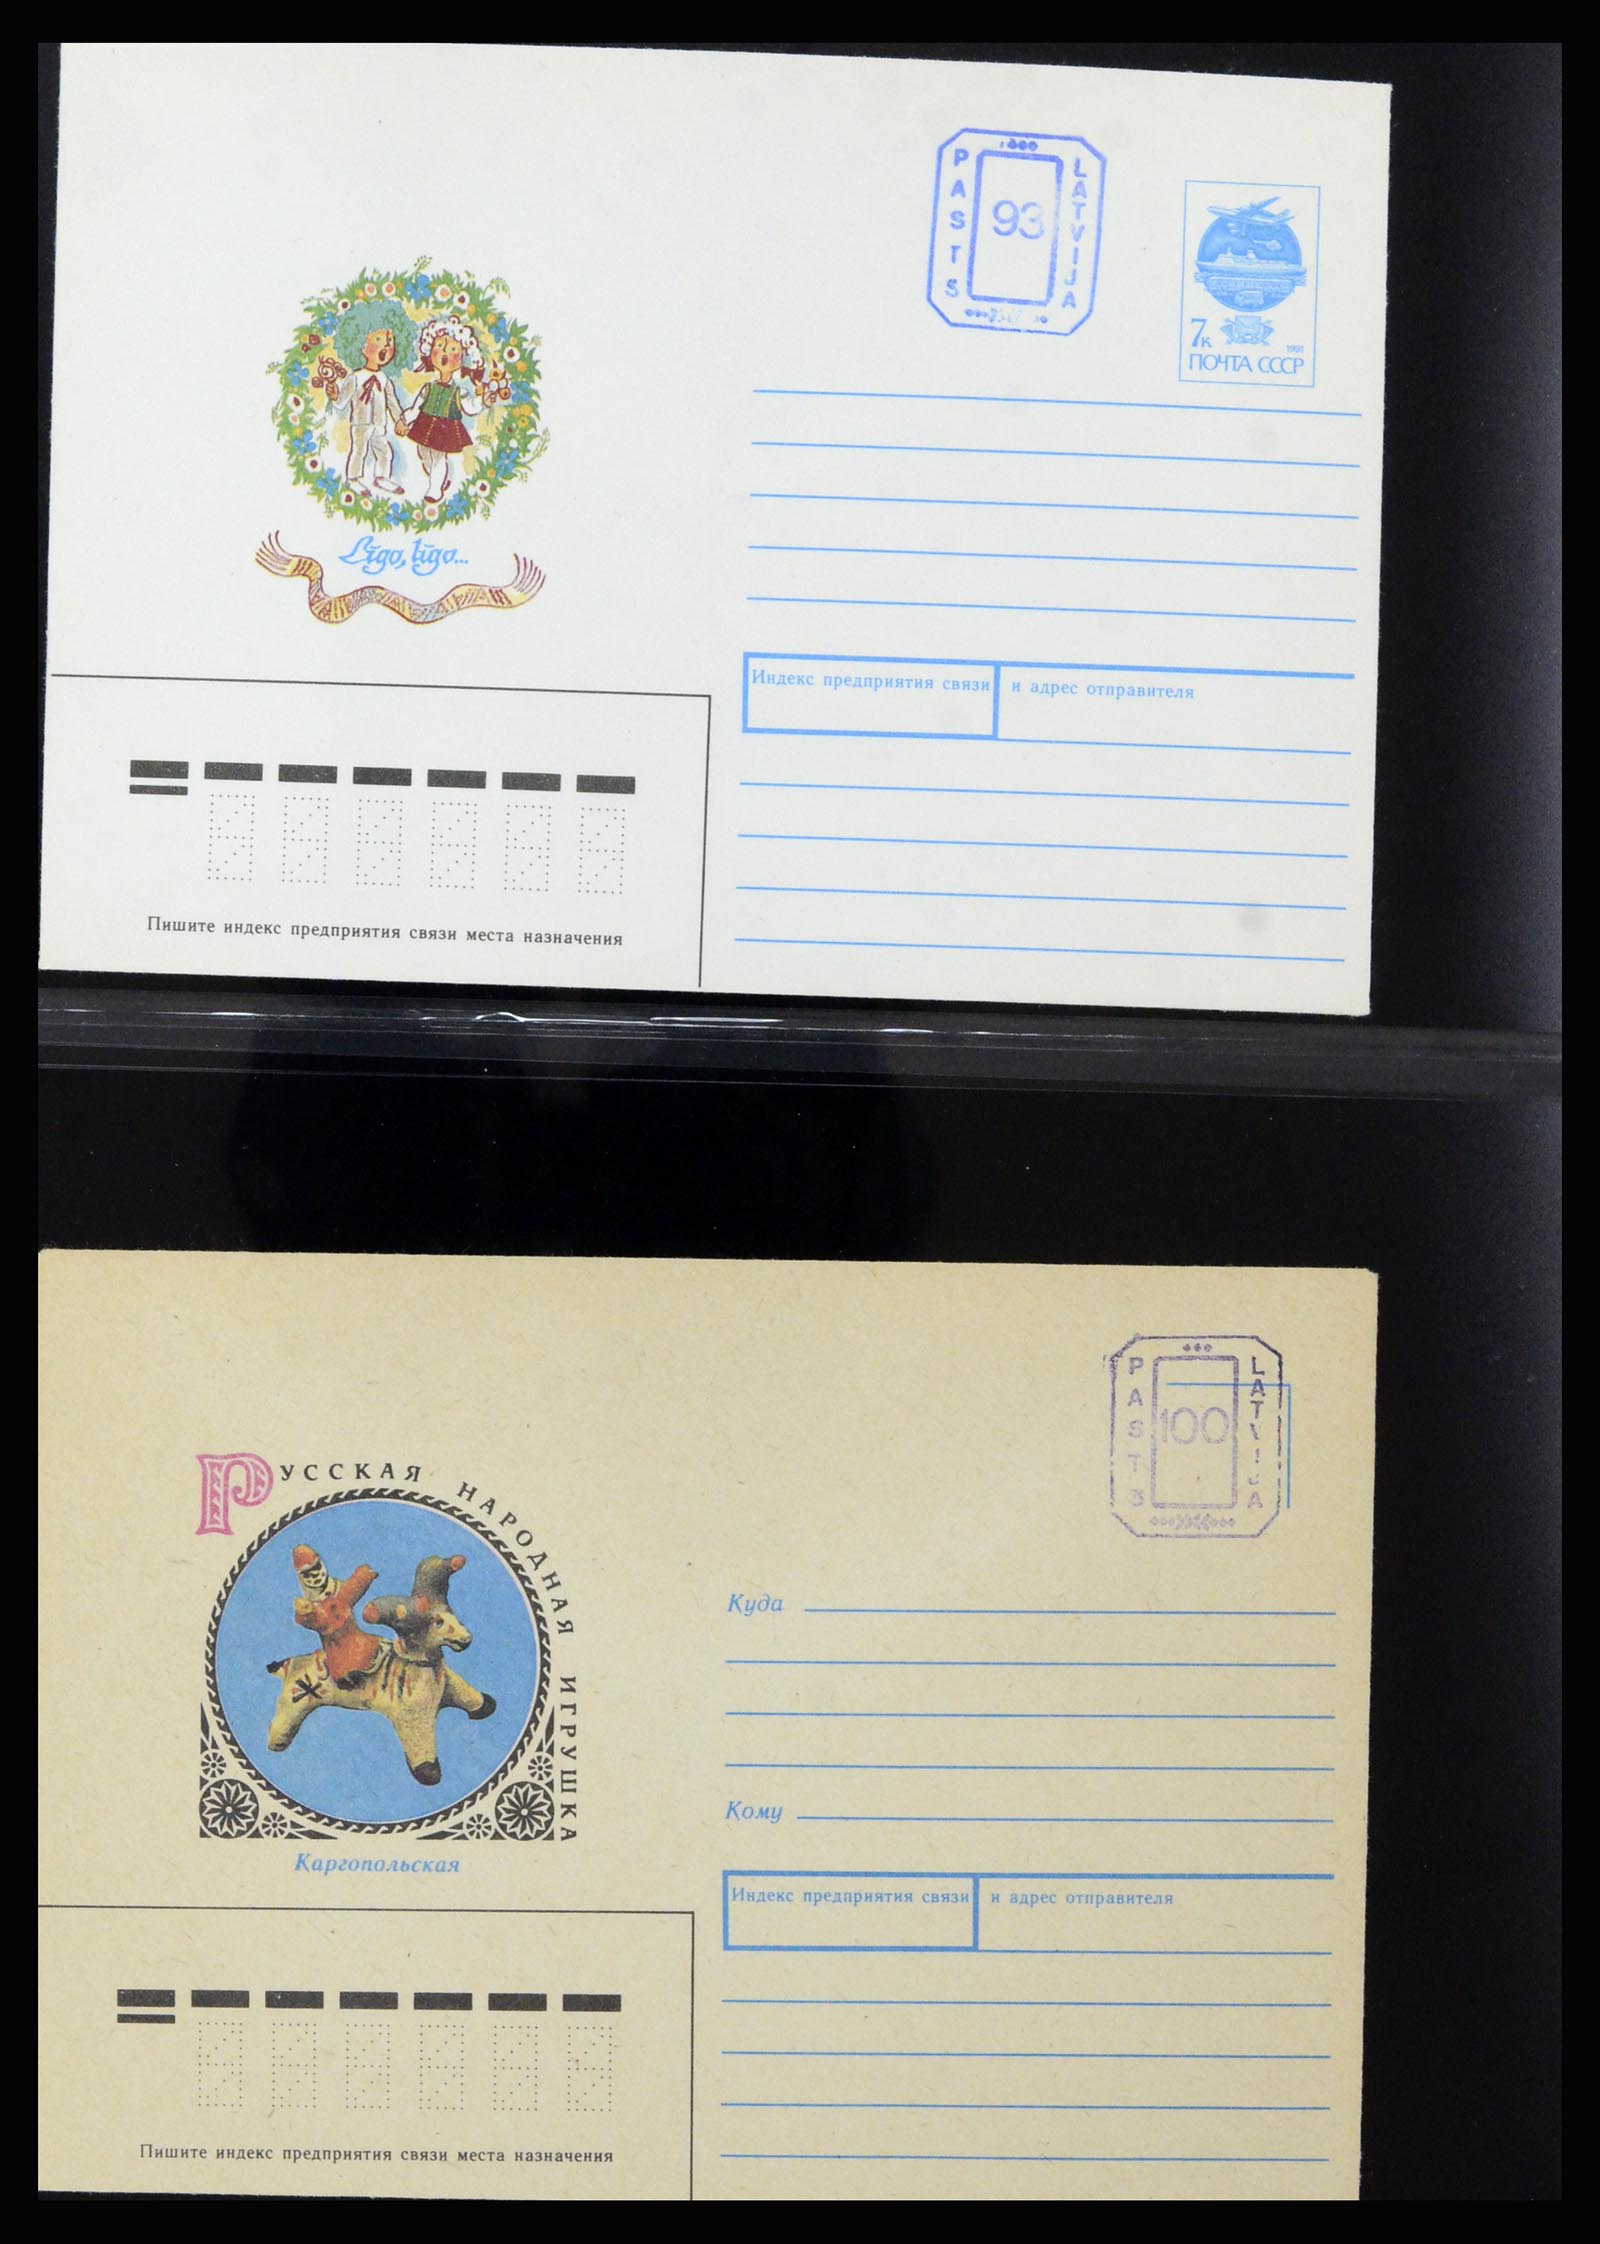 PASTS
93
LATVIJA
7к
1991
ПОЧТА СССР
Līgo, līgo...
Индекс предприятия связи и адрес отправителя
Пишите индекс предприятия связи места назначения
PASTS
100
LATVIJA
РУССКАЯ НАРОДНАЯ ИГРУШКА
Каргопольская
Куда
Кому
Индекс предприятия связи и адрес отправителя
Пишите индекс предприятия связи места назначения